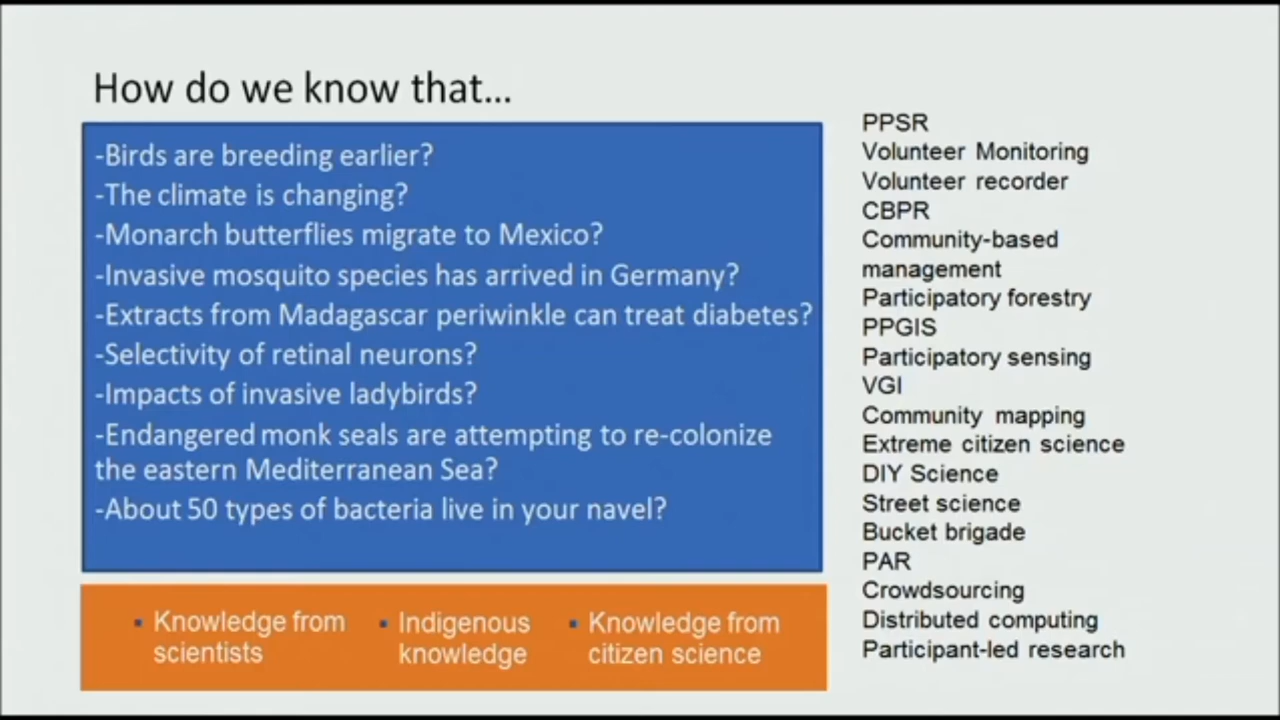 How do we know that...
-Birds are breeding earlier?
-The climate is changing?
-Monarch butterflies migrate to Mexico?
-Invasive mosquito species has arrived in Germany?
-Extracts from Madagascar periwinkle can treat diabetes?
-Selectivity of retinal neurons?
-Impacts of invasive ladybirds?
-Endangered monk seals are attempting to re-colonize
the eastern Mediterranean Sea?
-About 50 types of bacteria live in your navel?
▪ Knowledge from
scientists
▪ Indigenous
knowledge
▪ Knowledge from
citizen science
PPSR
Volunteer Monitoring
Volunteer recorder
CBPR
Community-based
management
Participatory forestry
PPGIS
Participatory sensing
VGI
Community mapping
Extreme citizen science
DIY Science
Street science
Bucket brigade
PAR
Crowdsourcing
Distributed computing
Participant-led research